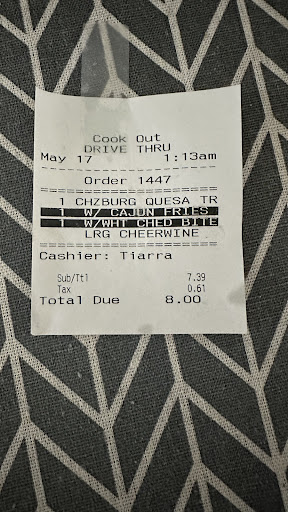 Cook Out
DRIVE THRU
May 17 1:13am
Order 1447
1 CHZBURG QUESA TR
1 W/ CAJUN FRIES
1 W/WHT CHED BITE
LRG CHEERWINE
Cashier: Tiarra
Sub/Ttl 7.39
Tax 0.61
Total Due 8.00